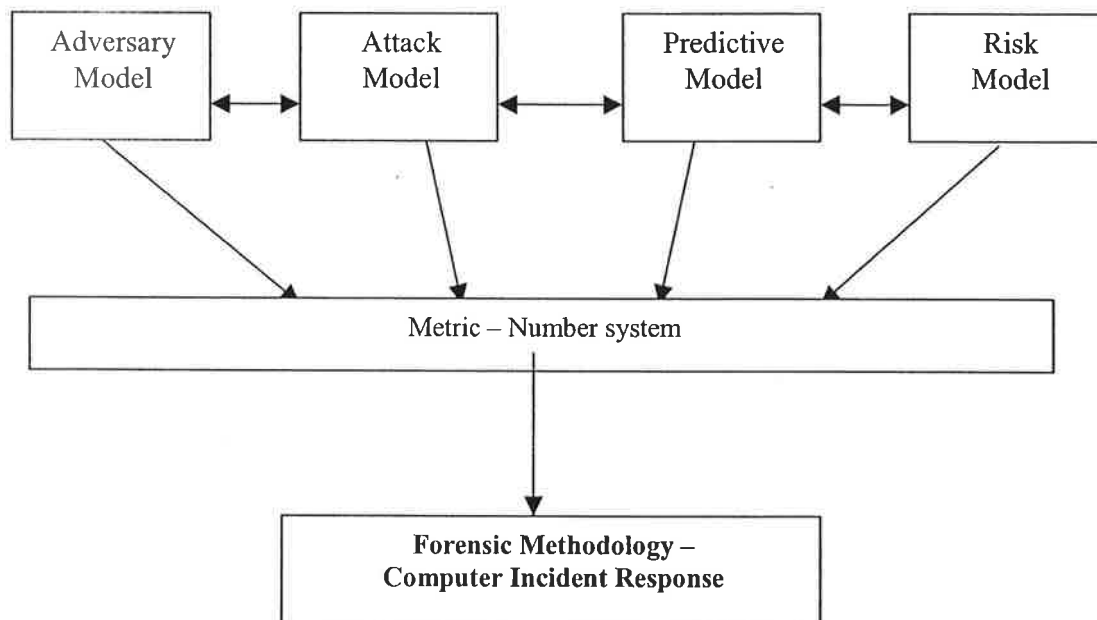 Adversary
Model
Attack
Model
Predictive
Model
Risk
Model
Metric – Number system
Forensic Methodology –
Computer Incident Response